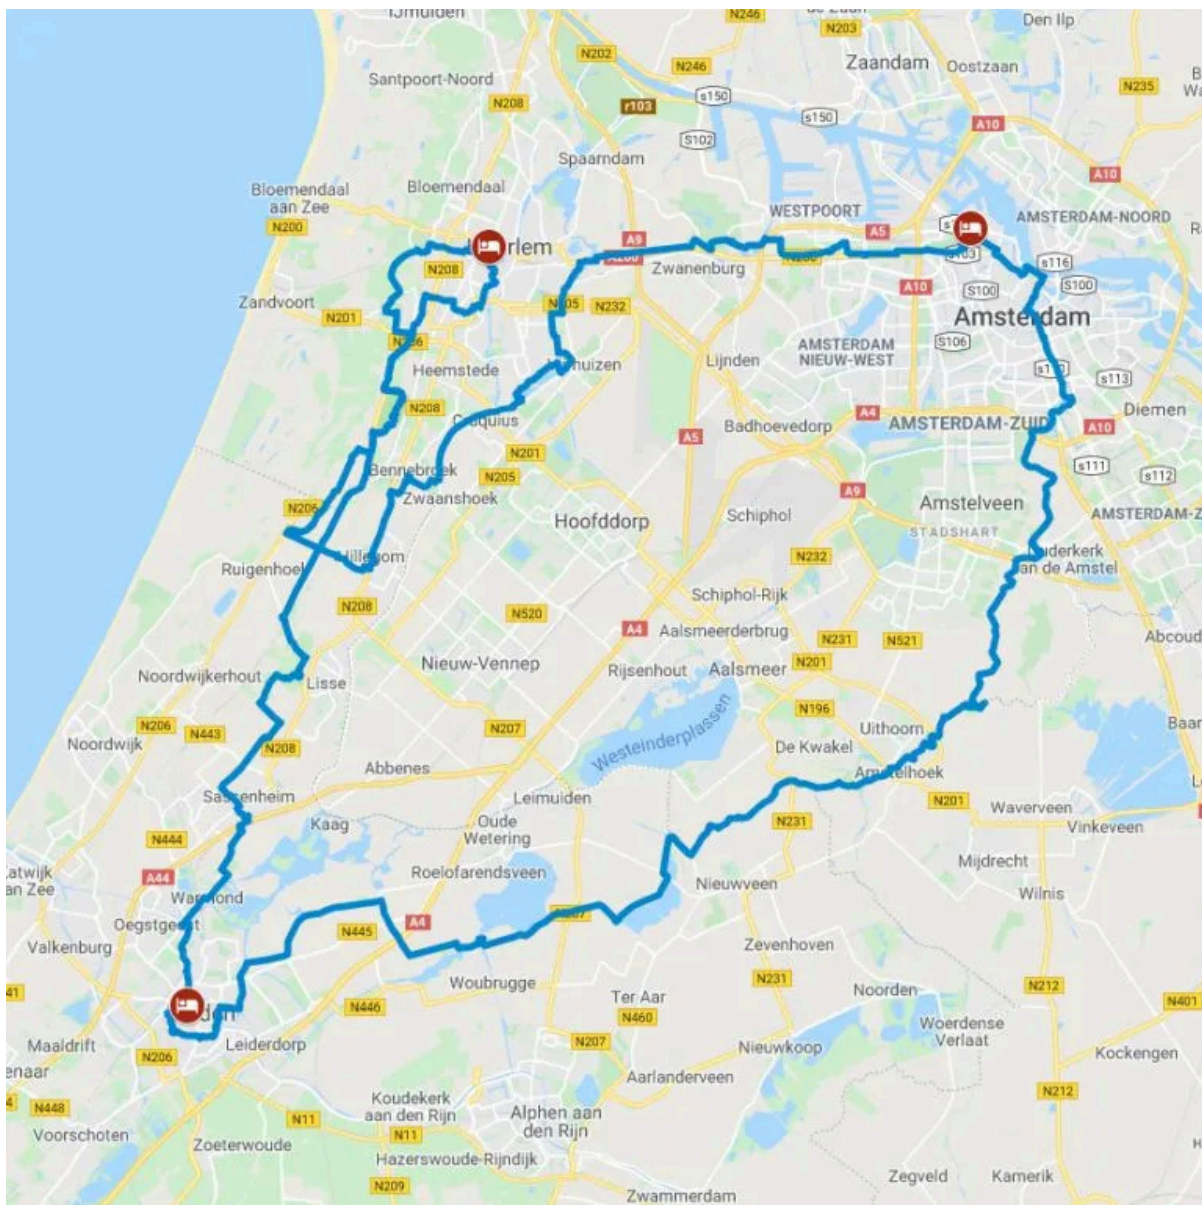 IJmuiden
N246
N203
Den Ilp
N202
Zaandam
Oostzaan
N246
Santpoort-Noord
s150
N235
N208
r103
s150
A10
S102
Spaarndam
A10
Bloemendaal
aan Zee
Bloemendaal
WESTPOORT
AMSTERDAM-NOORD
N200
A5
A9
N208
Zwanenburg
s103
s116
Zandvoort
A10
S100
S100
N201
N232
Amsterdam
S106
AMSTERDAM
NIEUW-WEST
Lijnden
Heemstede
s113
N208
A4
Diemen
Cruquius
Badhoevedorp
AMSTERDAM-ZUID
A10
A5
N201
s111
Bennebroek
N205
s112
Zwaanshoek
A9
Amstelveen
N206
Hoofddorp
Schiphol
STADSHART
Hillegom
N232
Ouderkerk
aan de Amstel
Ruigenhoek
N208
N520
Schiphol-Rijk
A4
Aalsmeerderbrug
N231
N521
Nieuw-Vennep
Rijsenhout
Aalsmeer
N201
Noordwijkerhout
Lisse
N196
N206
N443
N207
Westeinderplassen
Uithoorn
Noordwijk
N208
De Kwakel
Abbenes
Amstelhoek
Sassenheim
Leimuiden
N201
Waverveen
Kaag
Oude
Wetering
N231
Vinkeveen
N444
Mijdrecht
Roelofarendsveen
A44
Warmond
Nieuwveen
Wilnis
Oegstgeest
A4
N445
Valkenburg
Zevenhoven
Woubrugge
N231
N212
N446
Ter Aar
Noorden
N401
N460
Woerdense
Verlaat
Maaldrift
Leiderdorp
N207
Nieuwkoop
Kockengen
N206
Aarlanderveen
N212
N448
Koudekerk
aan den Rijn
Alphen aan
den Rijn
N11
Voorschoten
Zoeterwoude
N11
Hazerswoude-Rijndijk
N209
Zegveld
Kamerik
Zwammerdam